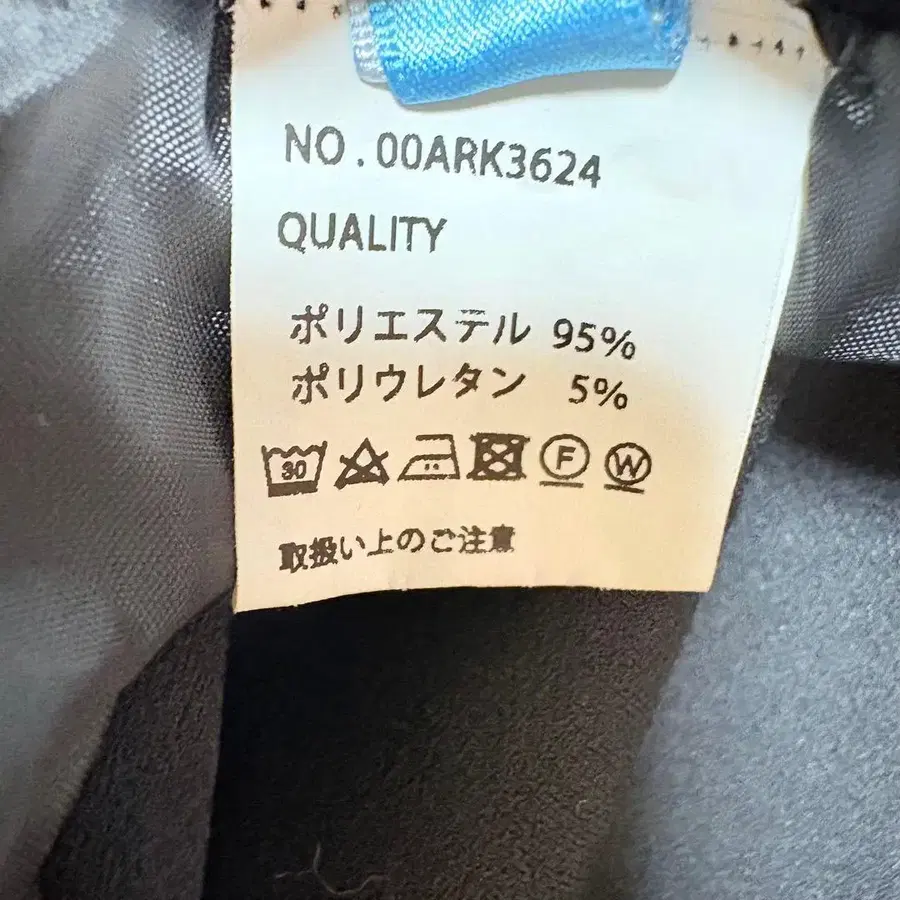 NO.00ARK3624
QUALITY
ポリエステル 95%
ポリウレタン 5%
30 F W
取扱い上のご注意